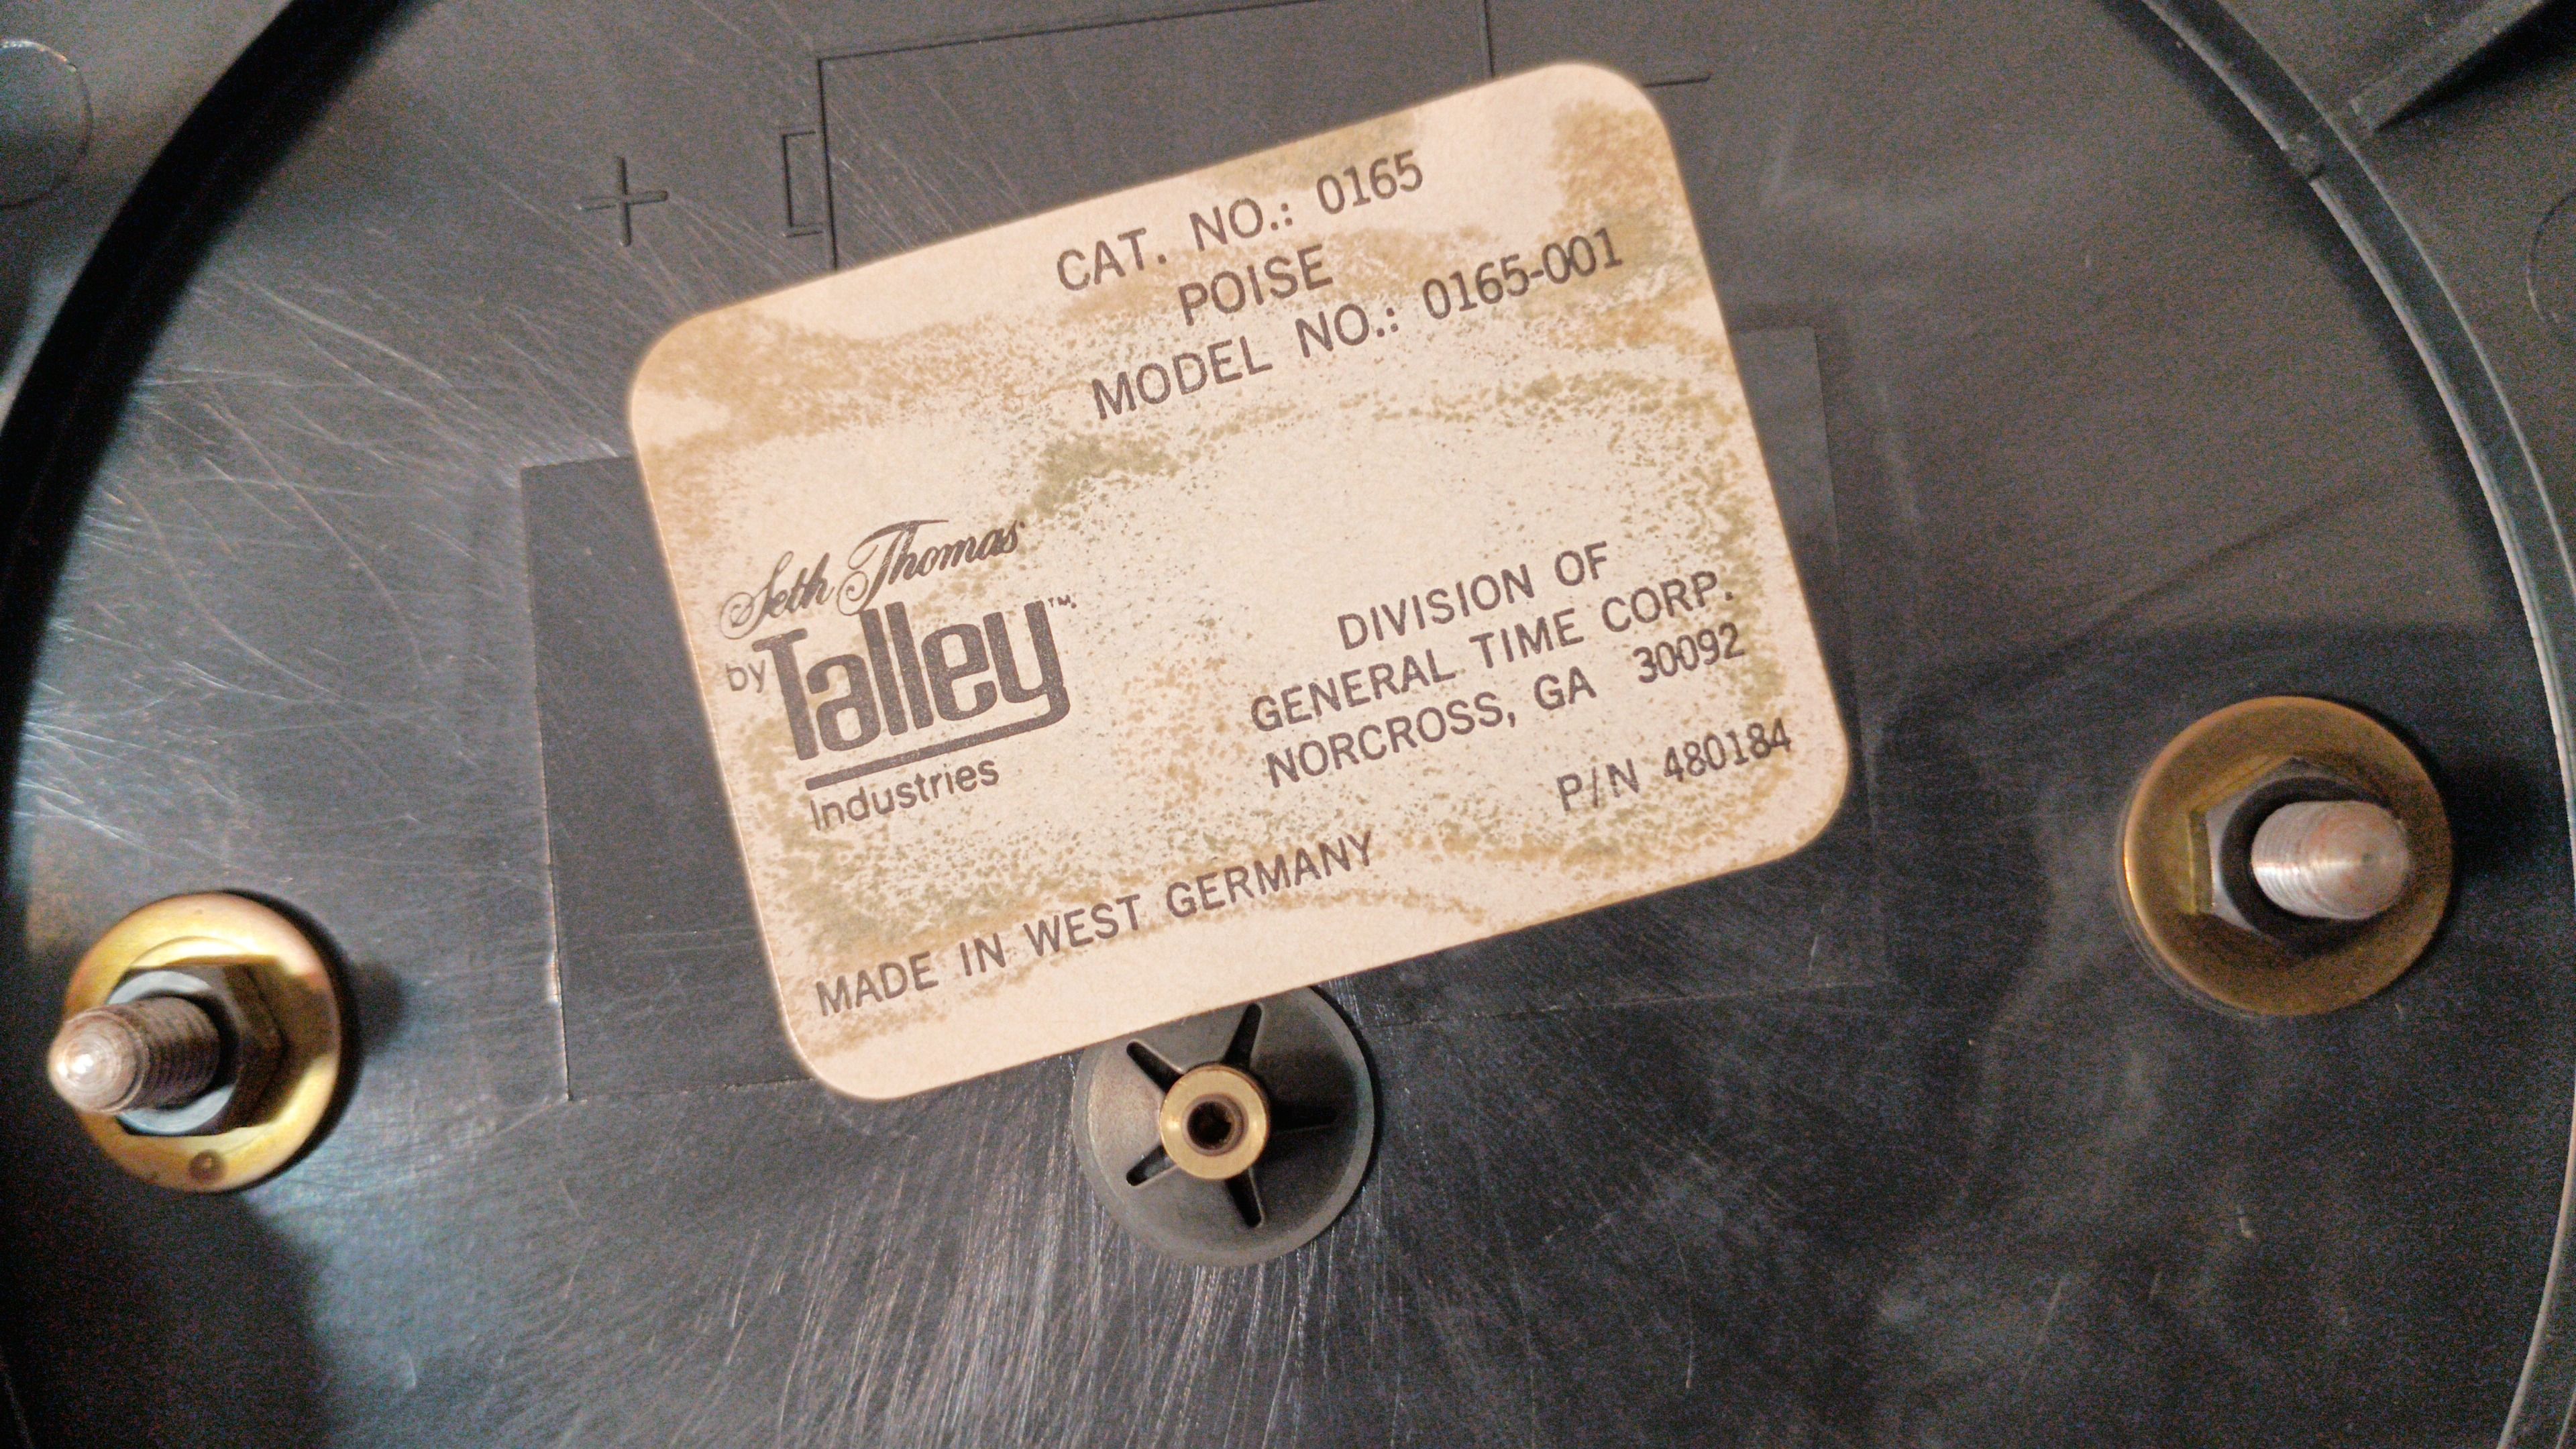 +
−
CAT. NO.: 0165
POISE
MODEL NO.: 0165-001
Seth Thomas
by Talley™
Industries
DIVISION OF
GENERAL TIME CORP.
NORCROSS, GA 30092
P/N 480184
MADE IN WEST GERMANY